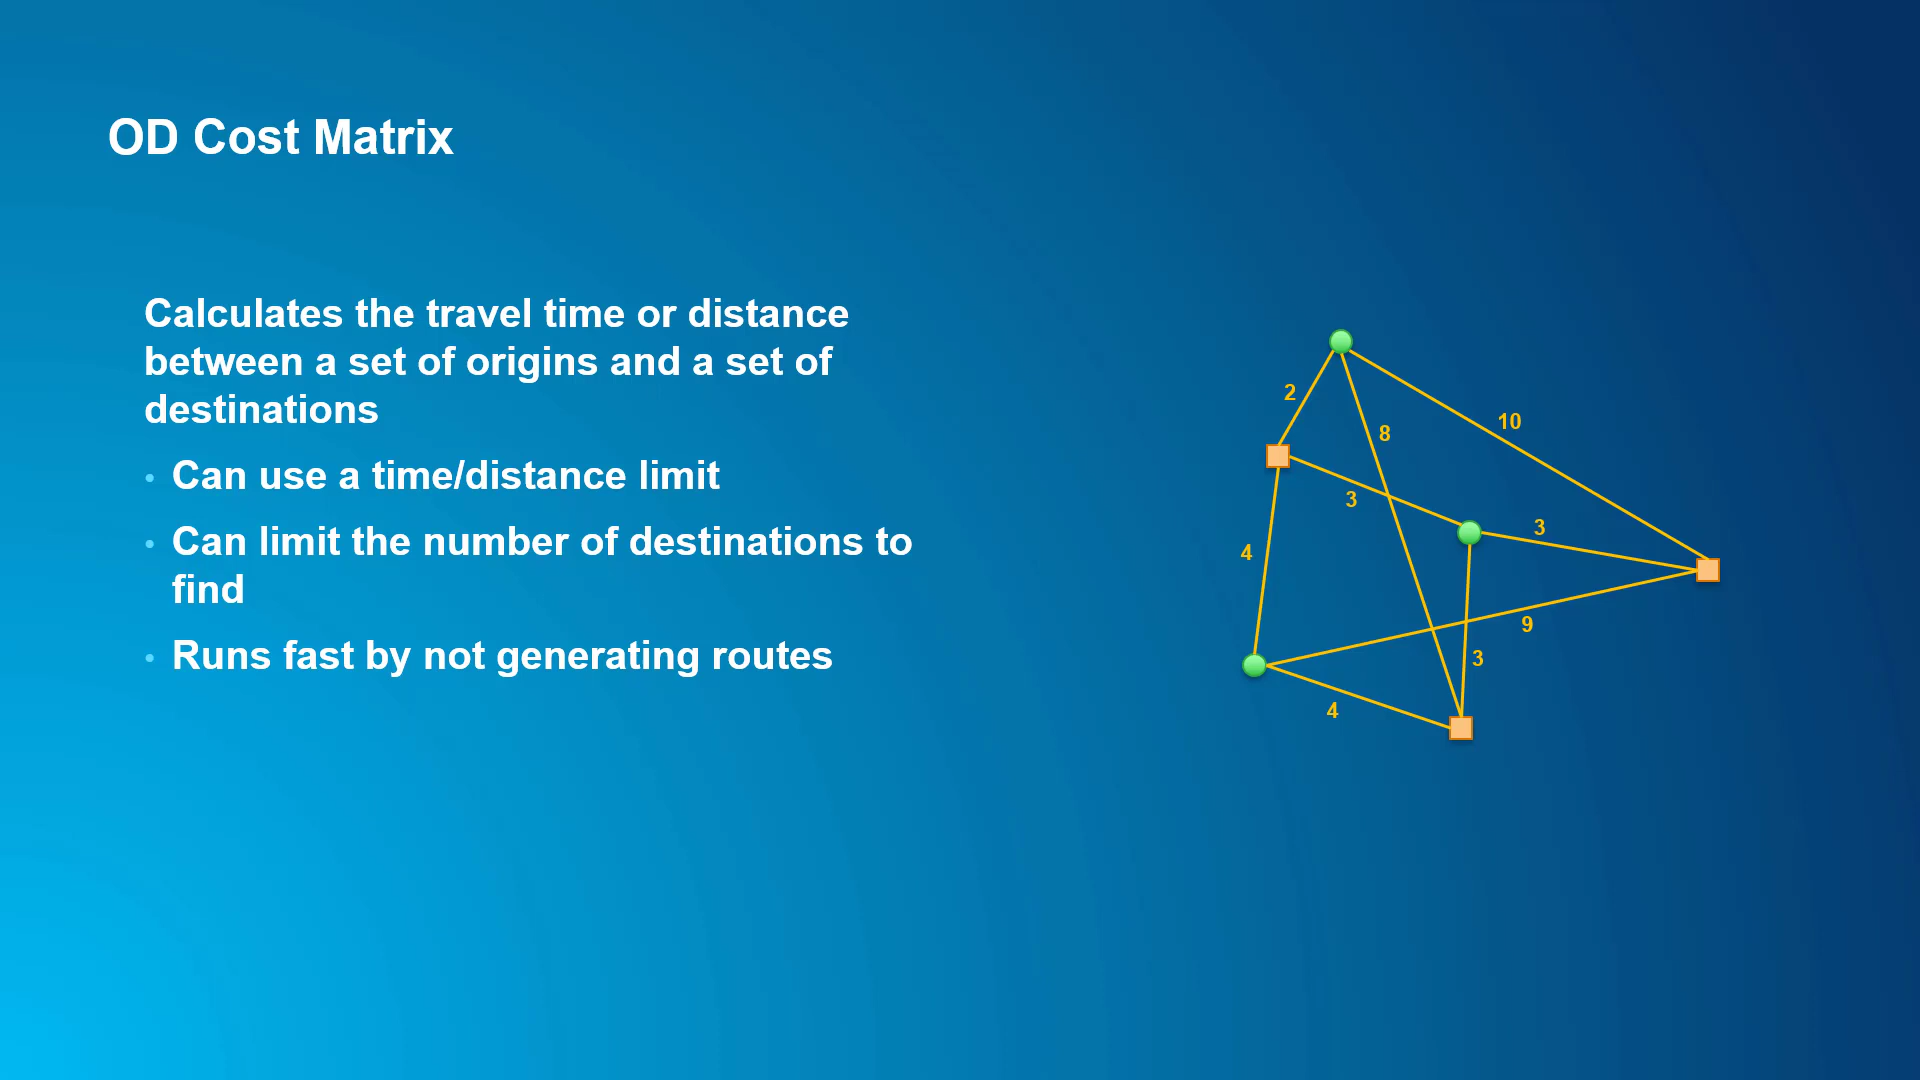 OD Cost Matrix
Calculates the travel time or distance
between a set of origins and a set of
destinations
• Can use a time/distance limit
• Can limit the number of destinations to
find
• Runs fast by not generating routes
2
10
8
3
3
4
9
3
4